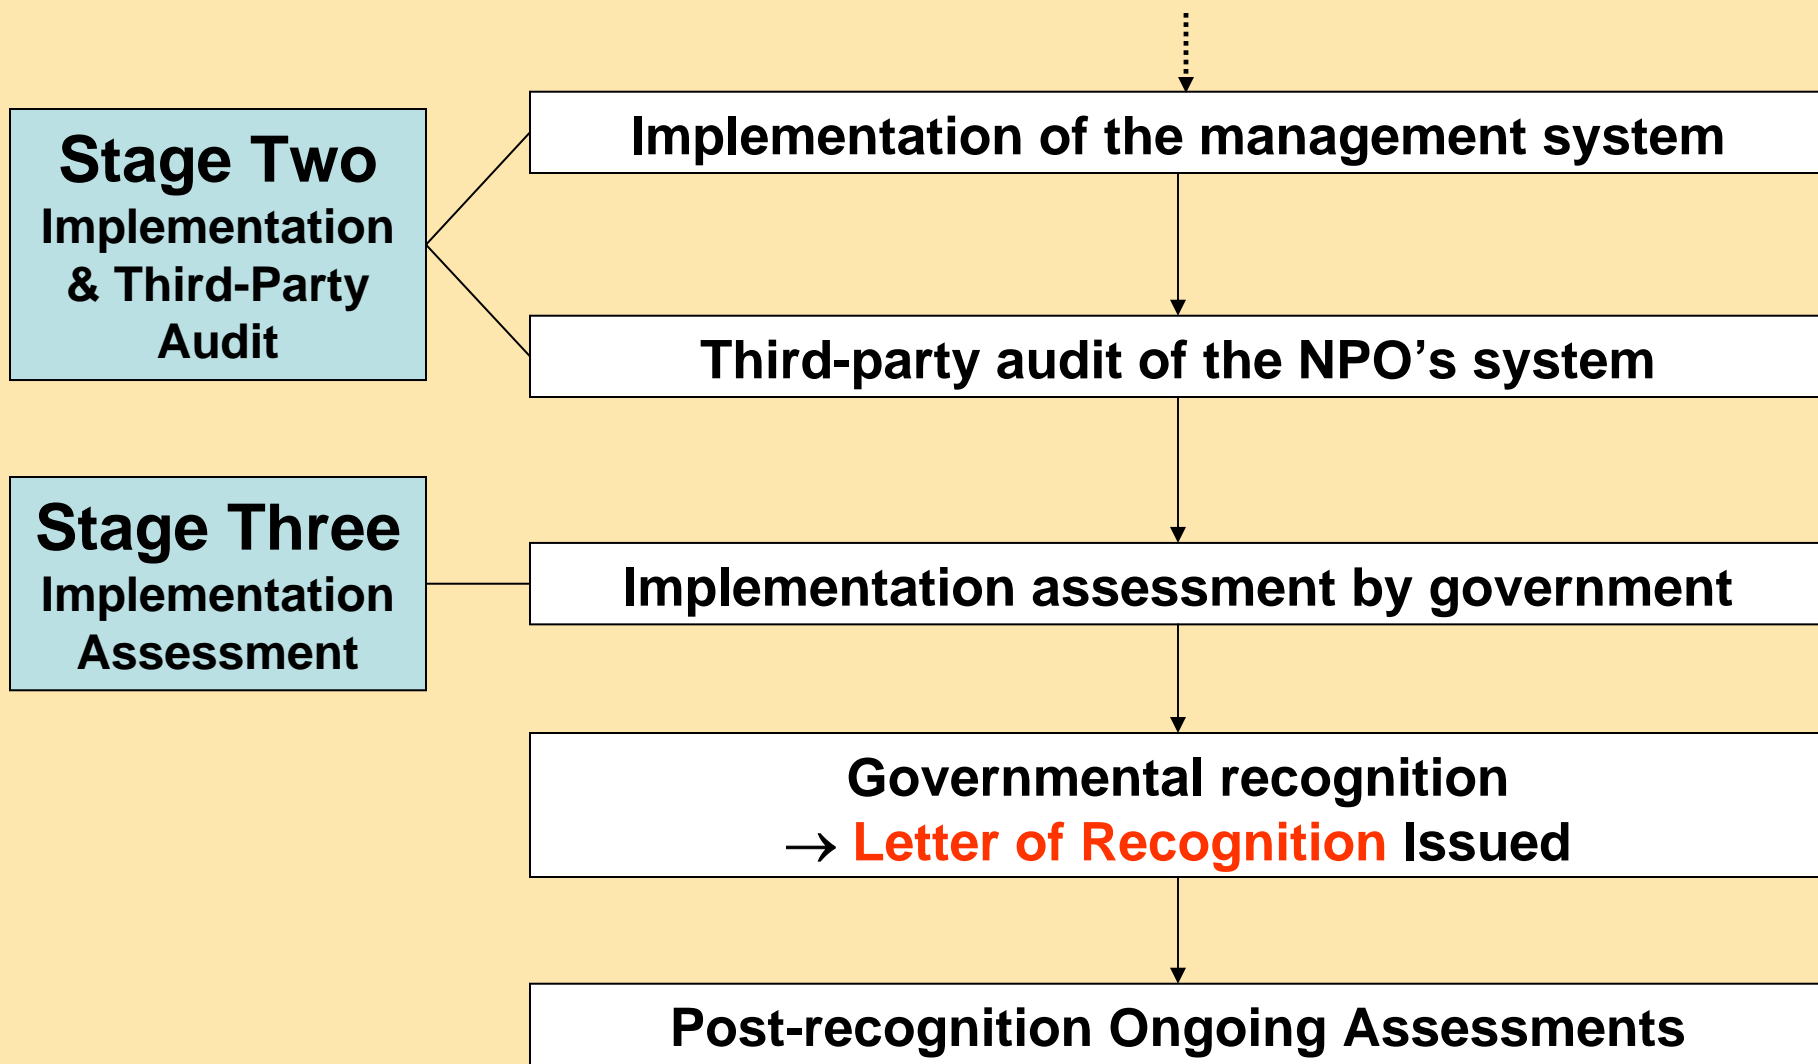 Stage Two
Implementation
& Third-Party
Audit
Implementation of the management system
Third-party audit of the NPO’s system
Stage Three
Implementation
Assessment
Implementation assessment by government
Governmental recognition
→ Letter of Recognition Issued
Post-recognition Ongoing Assessments